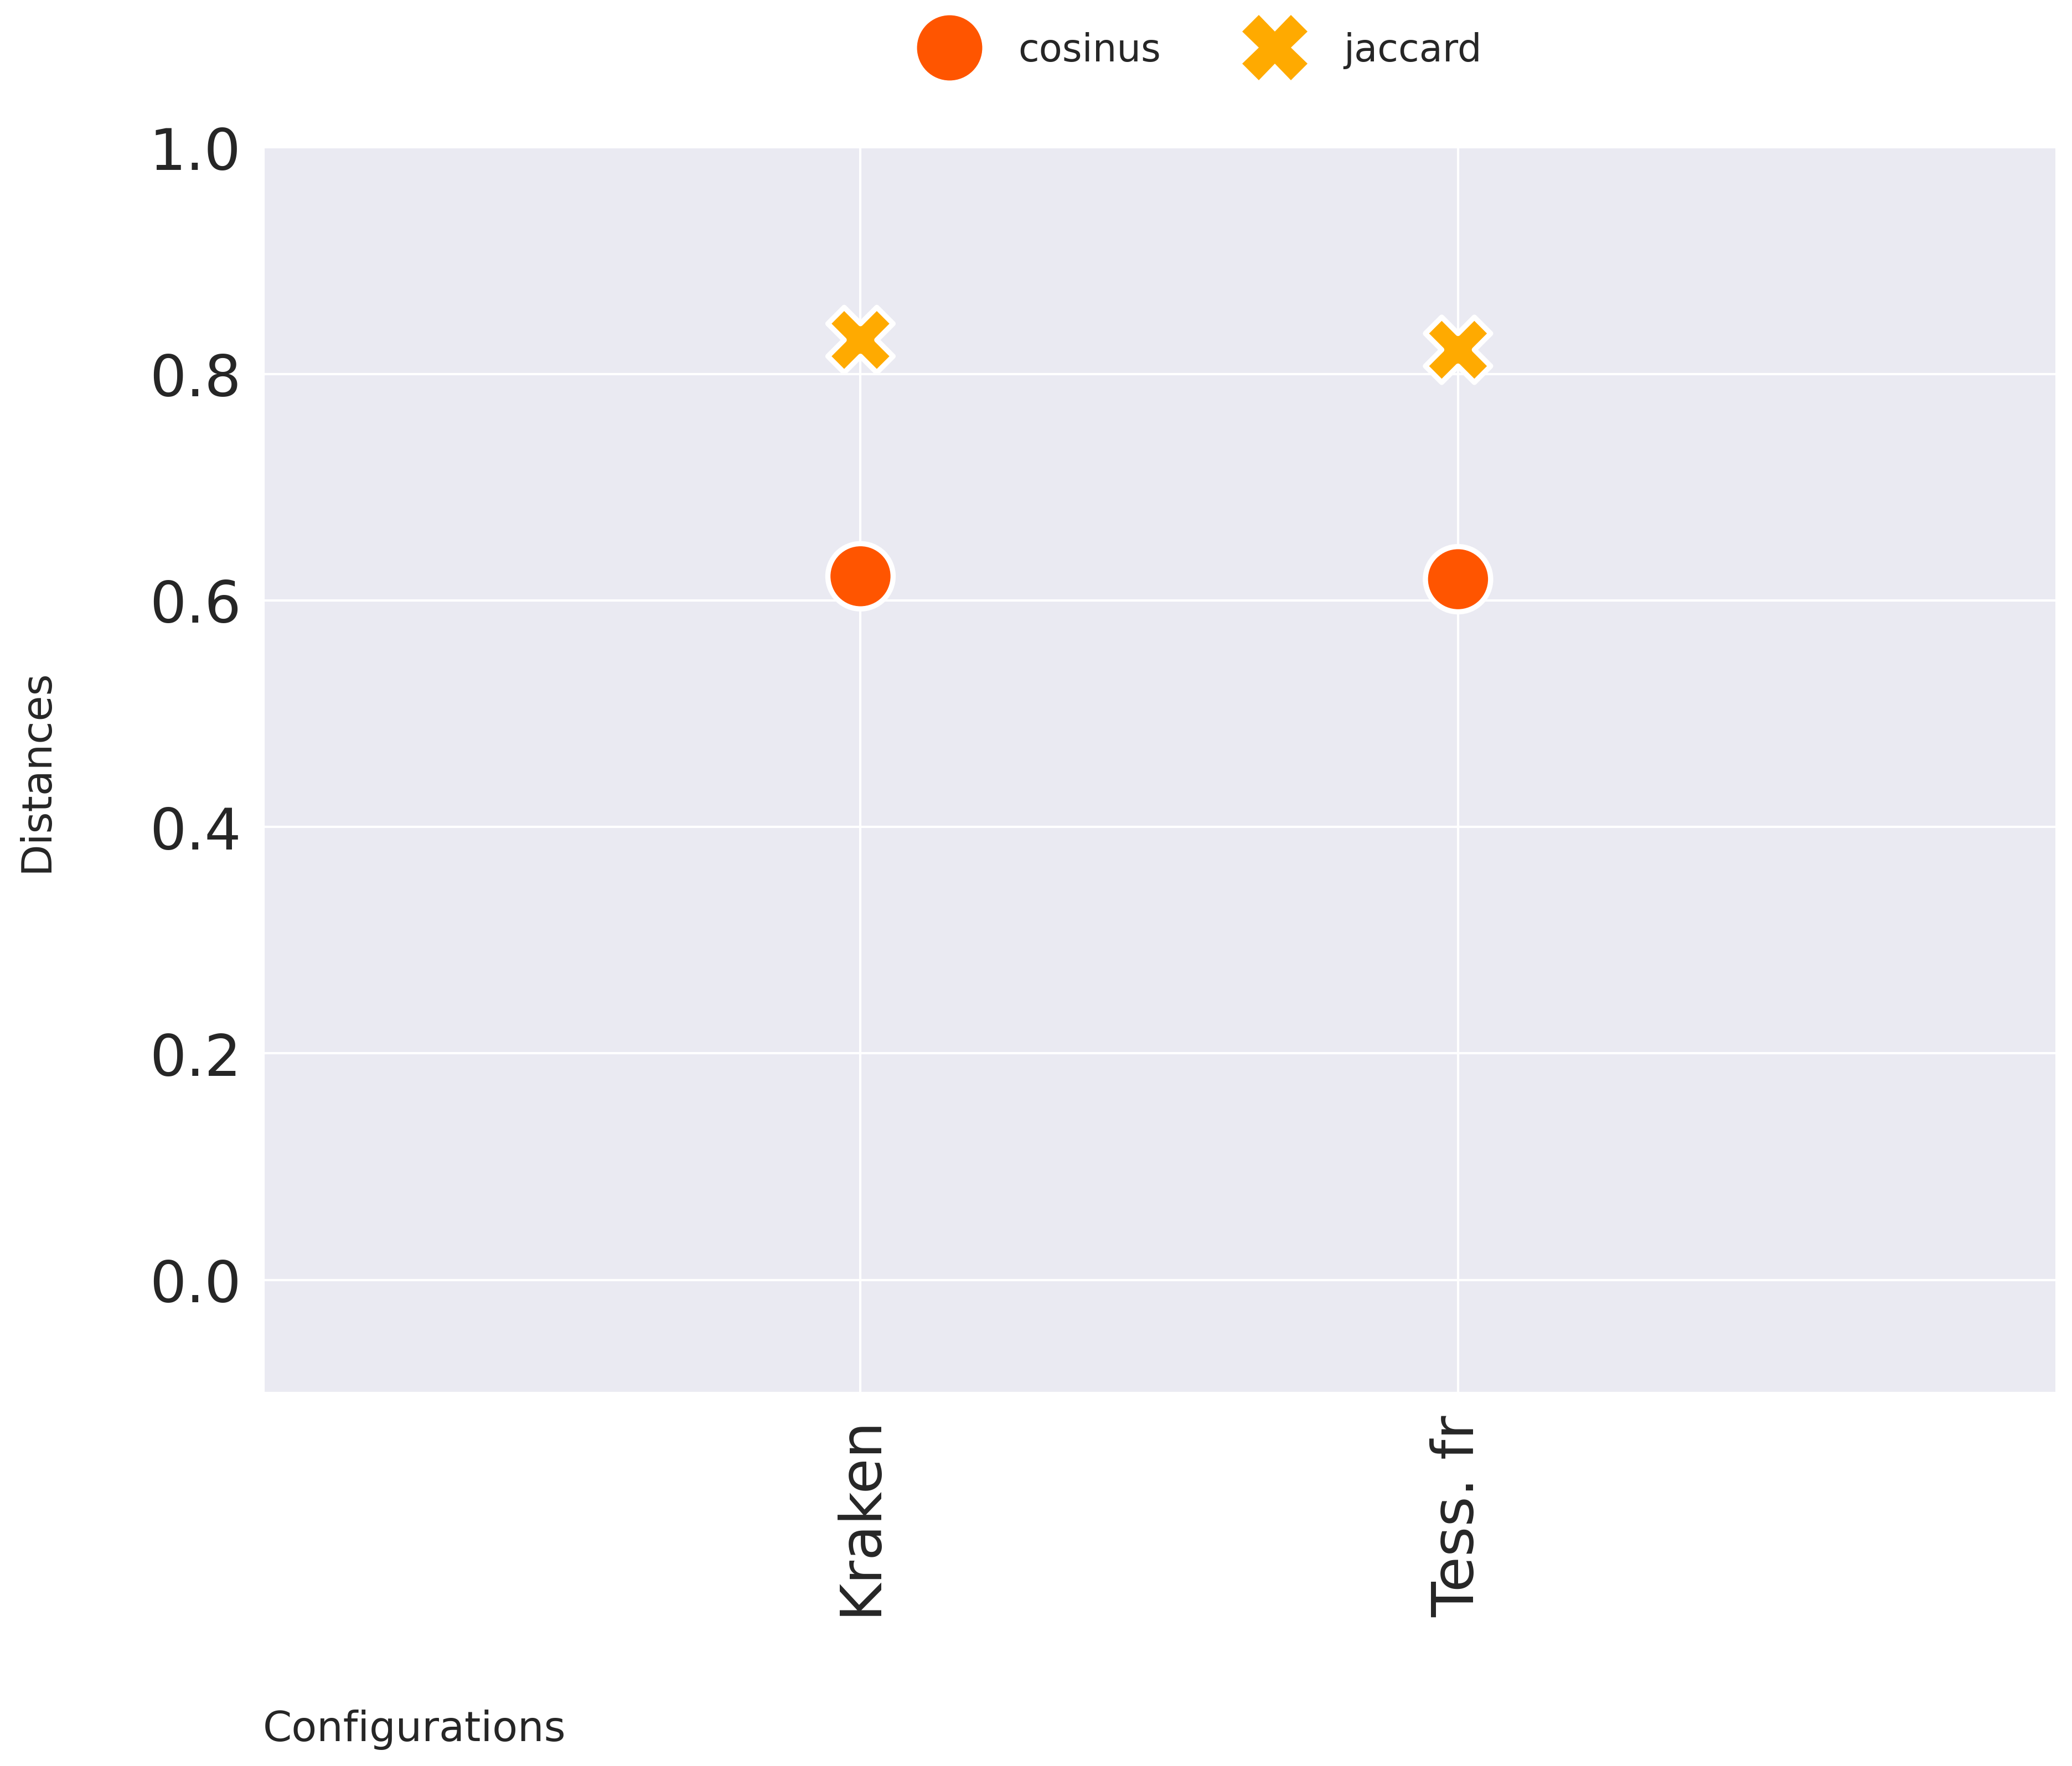 cosinus jaccard
1.0
0.8
0.6
0.4
0.2
0.0
Distances
Kraken
Tess. fr
Configurations